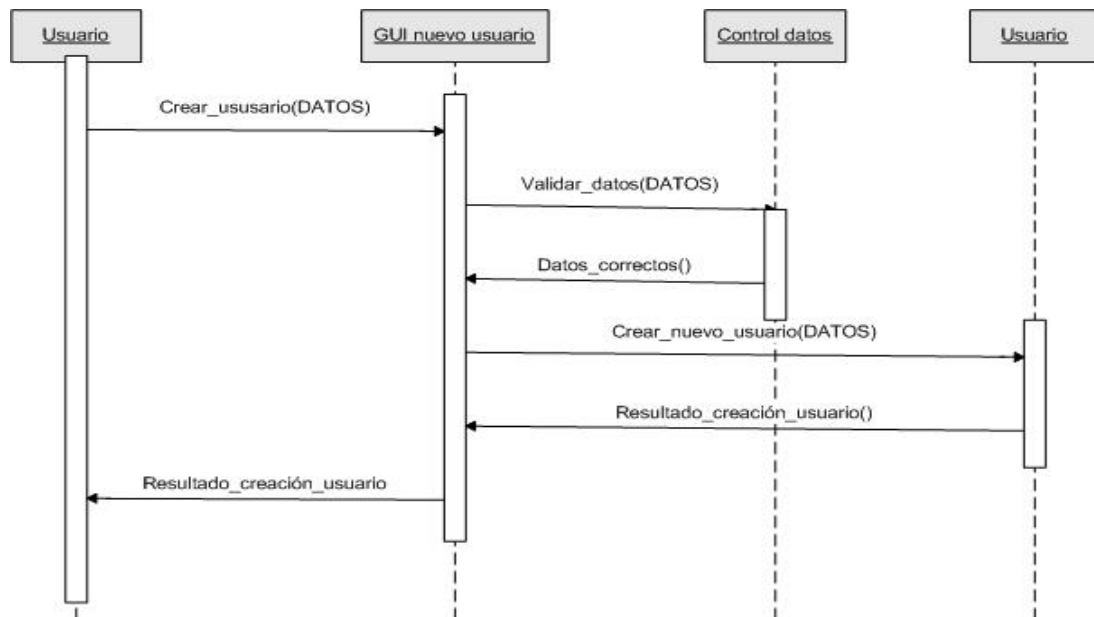 Usuario
GUI nuevo usuario
Control datos
Usuario
Crear_ususario(DATOS)
Validar_datos(DATOS)
Datos_correctos()
Crear_nuevo_usuario(DATOS)
Resultado_creación_usuario()
Resultado_creación_usuario